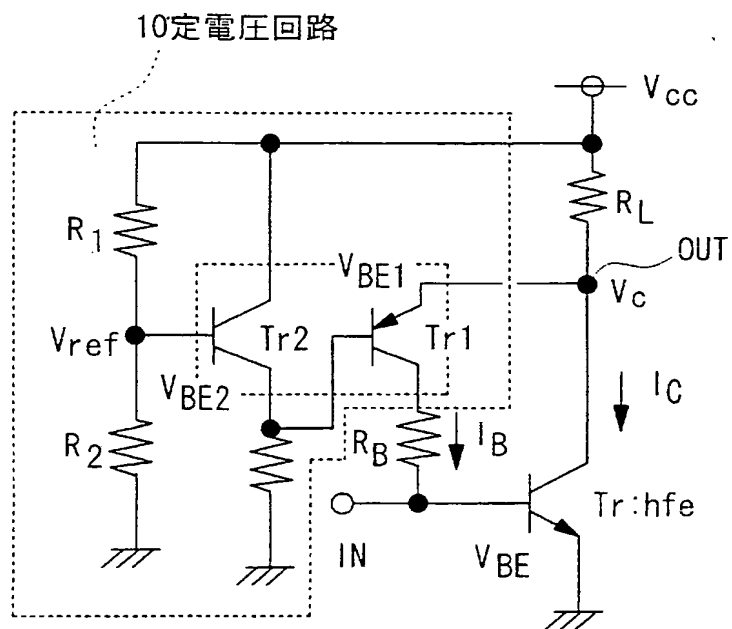 10定電圧回路
Vcc
R1
RL
OUT
VBE1
Vc
Vref
Tr2
Tr1
VBE2
IC
R2
RB
IB
Tr:hfe
IN
VBE